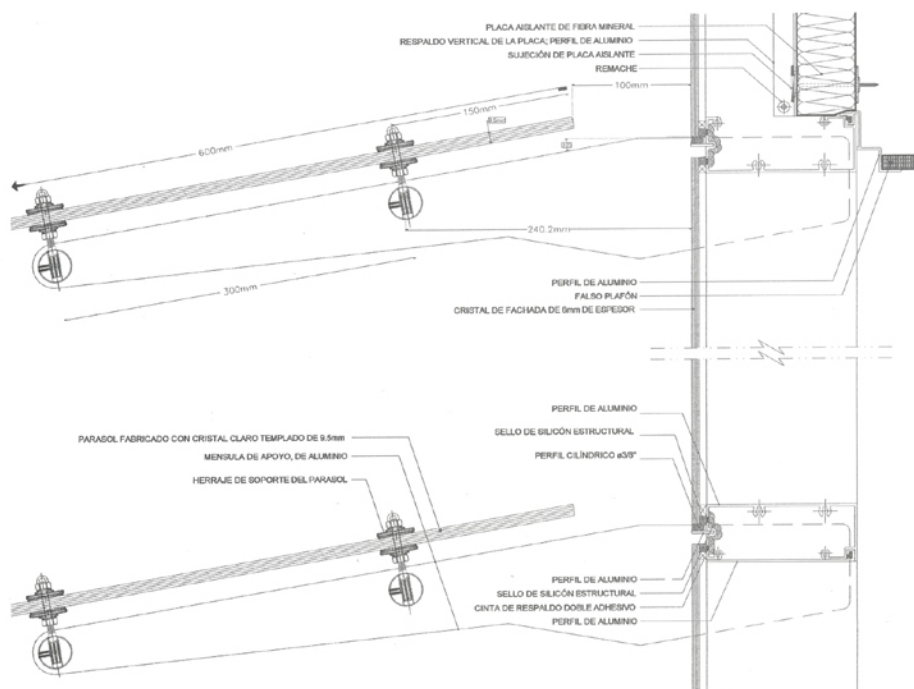 PLACA AISLANTE DE FIBRA MINERAL
RESPALDO VERTICAL DE LA PLACA; PERFIL DE ALUMINIO
SUJECIÓN DE PLACA AISLANTE
REMACHE
100mm
150mm
600mm
240.2mm
300mm
PERFIL DE ALUMINIO
FALSO PLAFÓN
CRISTAL DE FACHADA DE 6mm DE ESPESOR
PERFIL DE ALUMINIO
SELLO DE SILICÓN ESTRUCTURAL
PERFIL CILÍNDRICO ø3/8"
PARASOL FABRICADO CON CRISTAL CLARO TEMPLADO DE 9.5mm
MENSULA DE APOYO, DE ALUMINIO
HERRAJE DE SOPORTE DEL PARASOL
PERFIL DE ALUMINIO
SELLO DE SILICÓN ESTRUCTURAL
CINTA DE RESPALDO DOBLE ADHESIVO
PERFIL DE ALUMINIO